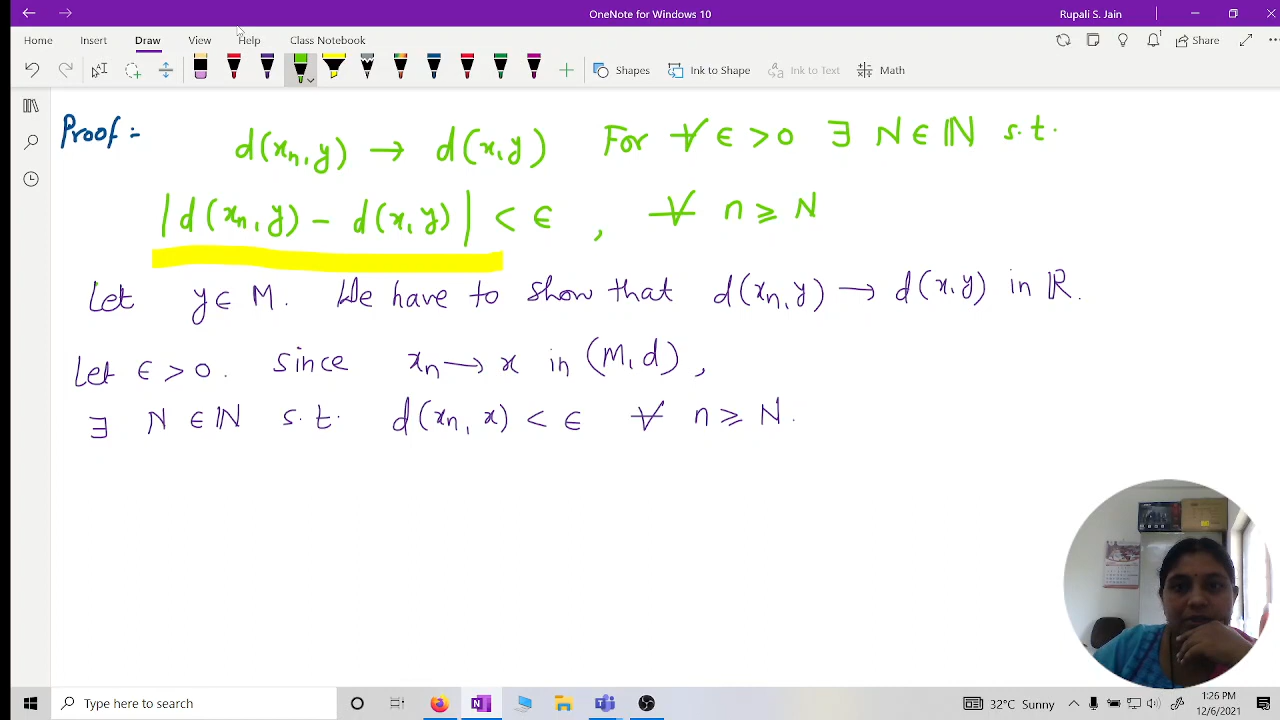 OneNote for Windows 10
Rupali S. Jain
Home Insert Draw View Help Class Notebook
Share
Shapes Ink to Shape Ink to Text Math
Proof :-
d(xₙ, y) → d(x, y) For ∀ ε > 0 ∃ N ∈ ℕ s.t.
|d(xₙ, y) - d(x, y)| < ε , ∀ n ≥ N
Let y ∈ M. We have to show that d(xₙ, y) → d(x, y) in ℝ.
Let ε > 0. since xₙ → x in (M, d) ,
∃ N ∈ ℕ s.t. d(xₙ, x) < ε ∀ n ≥ N.
Type here to search
32°C Sunny
1:26 PM
12/6/2021